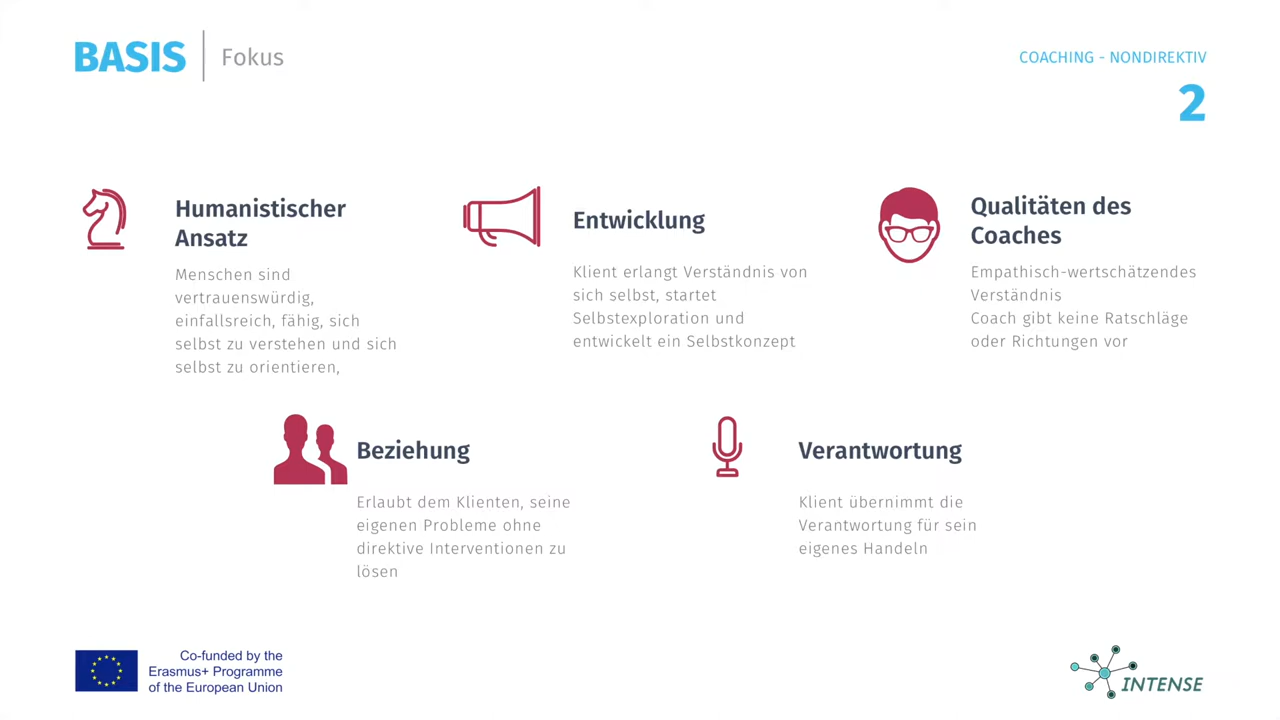 BASIS
Fokus
COACHING - NONDIREKTIV
2
Humanistischer
Ansatz
Menschen sind
vertrauenswürdig,
einfallsreich, fähig, sich
selbst zu verstehen und sich
selbst zu orientieren,
Entwicklung
Klient erlangt Verständnis von
sich selbst, startet
Selbstexploration und
entwickelt ein Selbstkonzept
Qualitäten des
Coaches
Empathisch-wertschätzendes
Verständnis
Coach gibt keine Ratschläge
oder Richtungen vor
Beziehung
Erlaubt dem Klienten, seine
eigenen Probleme ohne
direktive Interventionen zu
lösen
Verantwortung
Klient übernimmt die
Verantwortung für sein
eigenes Handeln
Co-funded by the
Erasmus+ Programme
of the European Union
INTENSE